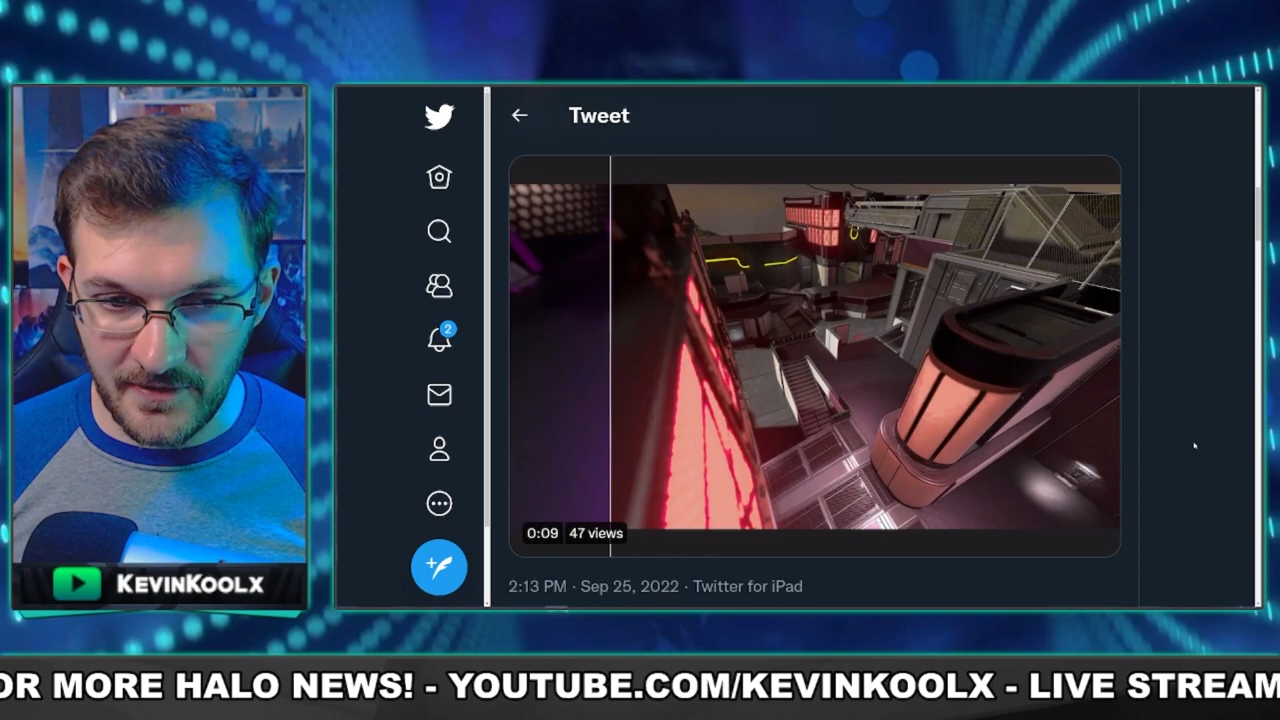 Tweet
2
0:09 47 views
2:13 PM · Sep 25, 2022 · Twitter for iPad
KEVINKOOLX
OR MORE HALO NEWS! - YOUTUBE.COM/KEVINKOOLX - LIVE STREAM